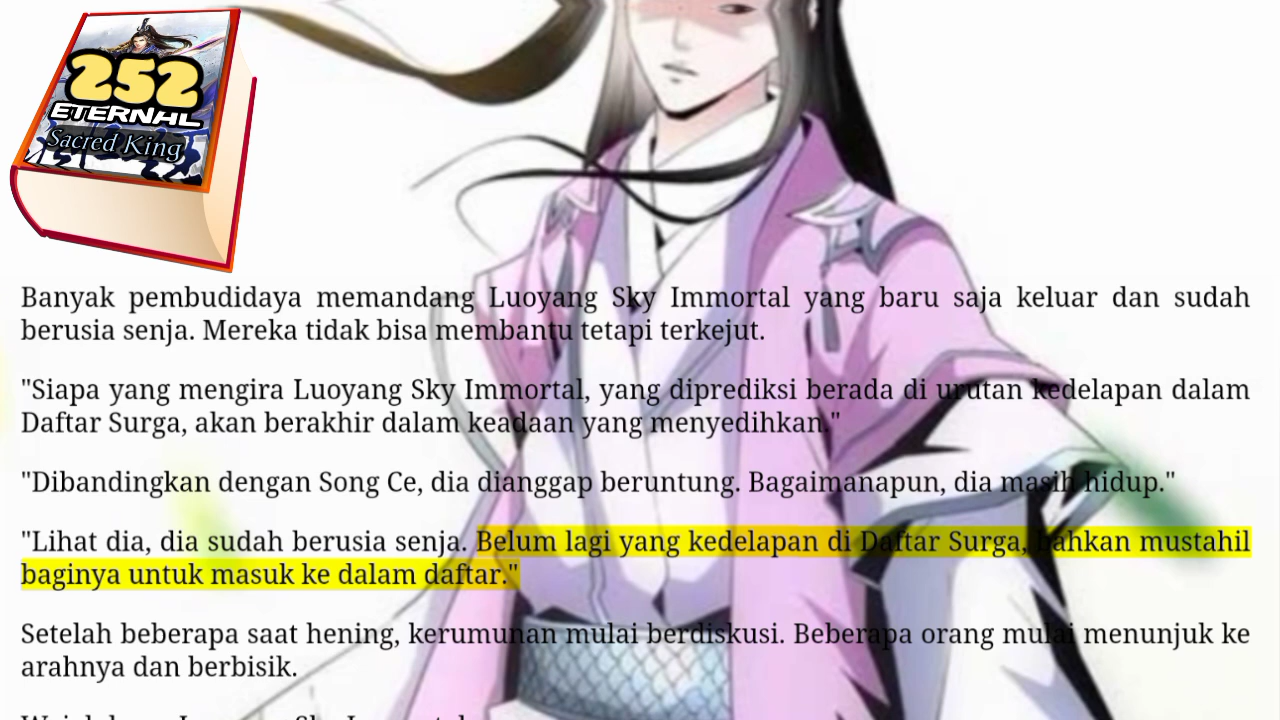 252
ETERNAL
Sacred King
Banyak pembudidaya memandang Luoyang Sky Immortal yang baru saja keluar dan sudah
berusia senja. Mereka tidak bisa membantu tetapi terkejut.
"Siapa yang mengira Luoyang Sky Immortal, yang diprediksi berada di urutan kedelapan dalam
Daftar Surga, akan berakhir dalam keadaan yang menyedihkan."
"Dibandingkan dengan Song Ce, dia dianggap beruntung. Bagaimanapun, dia masih hidup."
"Lihat dia, dia sudah berusia senja. Belum lagi yang kedelapan di Daftar Surga, bahkan mustahil
baginya untuk masuk ke dalam daftar."
Setelah beberapa saat hening, kerumunan mulai berdiskusi. Beberapa orang mulai menunjuk ke
arahnya dan berbisik.